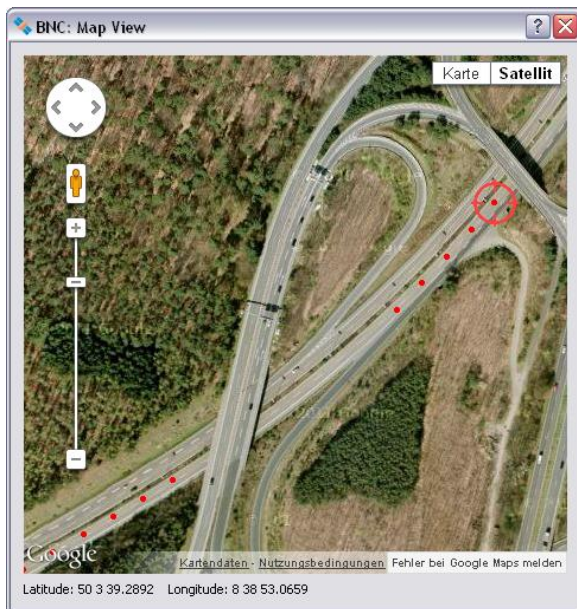 BNC: Map View
Karte
Satellit
Google
Kartendaten - Nutzungsbedingungen
Fehler bei Google Maps melden
Latitude: 50 3 39.2892 Longitude: 8 38 53.0659